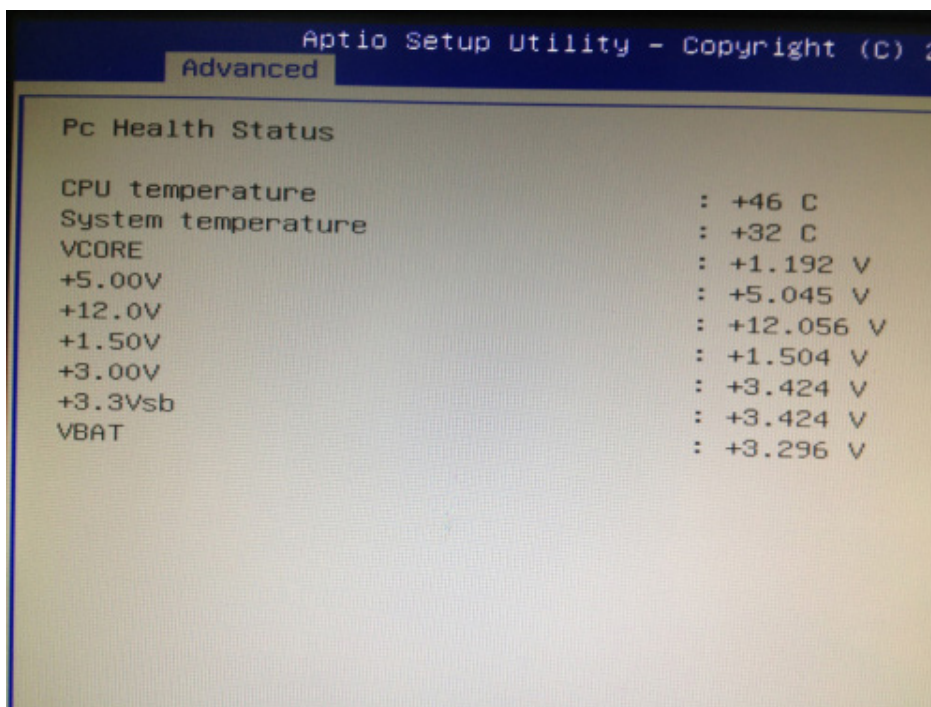 Aptio Setup Utility - Copyright (C)
Advanced
Pc Health Status
CPU temperature : +46 C
System temperature : +32 C
VCORE : +1.192 V
+5.00V : +5.045 V
+12.0V : +12.056 V
+1.50V : +1.504 V
+3.00V : +3.424 V
+3.3Vsb : +3.424 V
VBAT : +3.296 V